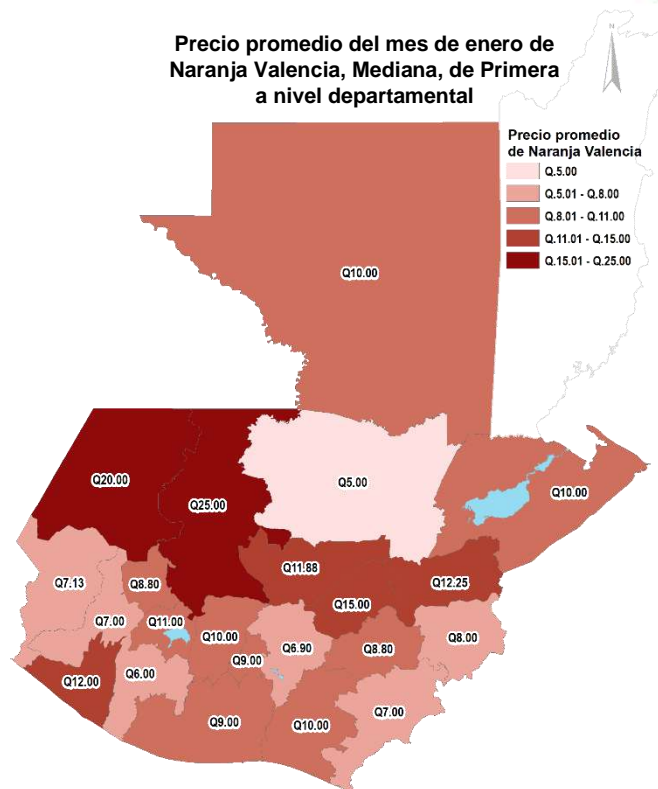 Precio promedio del mes de enero de
Naranja Valencia, Mediana, de Primera
a nivel departamental
N
Precio promedio
de Naranja Valencia
Q.5.00
Q.5.01 - Q.8.00
Q.8.01 - Q.11.00
Q.11.01 - Q.15.00
Q.15.01 - Q.25.00
Q10.00
Q20.00
Q25.00
Q5.00
Q10.00
Q7.13
Q8.80
Q11.88
Q12.25
Q15.00
Q7.00
Q11.00
Q10.00
Q6.90
Q8.80
Q8.00
Q9.00
Q12.00
Q6.00
Q9.00
Q10.00
Q7.00